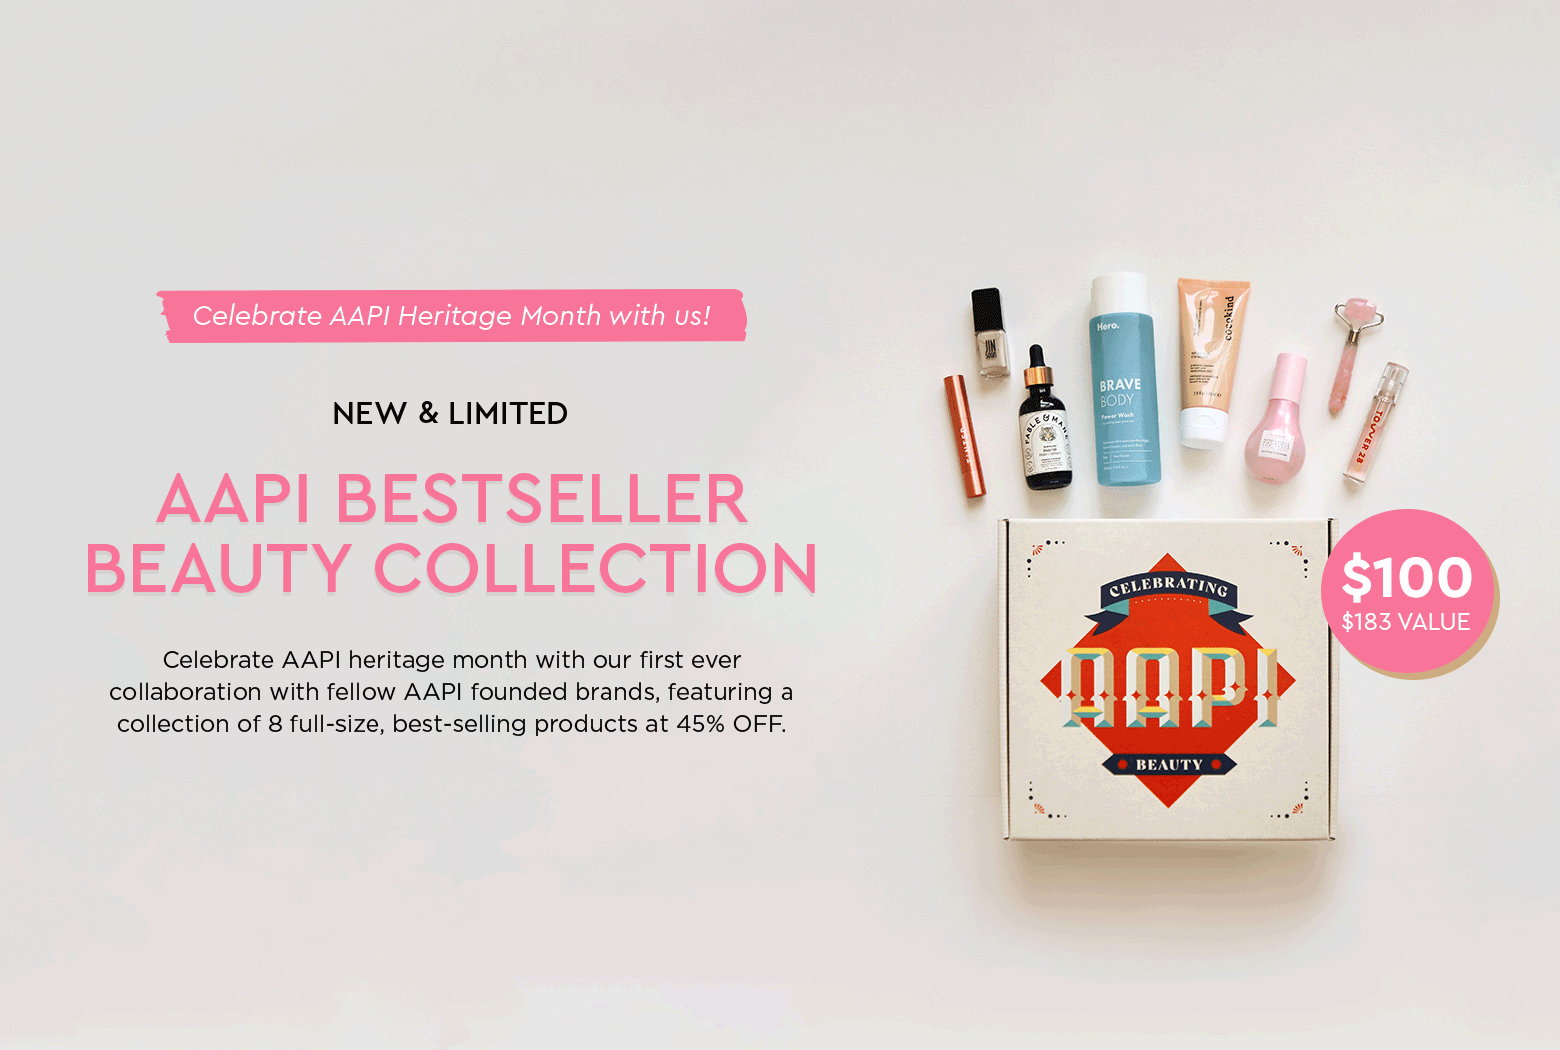 Celebrate AAPI Heritage Month with us!
NEW & LIMITED
AAPI BESTSELLER
BEAUTY COLLECTION
Celebrate AAPI heritage month with our first ever
collaboration with fellow AAPI founded brands, featuring a
collection of 8 full-size, best-selling products at 45% OFF.
JIN
SOON
FABLE & MANE
Hero.
BRAVE
BODY
Power Wash
cocokind
TOWER 28
CELEBRATING
AAPI
BEAUTY
$100
$183 VALUE